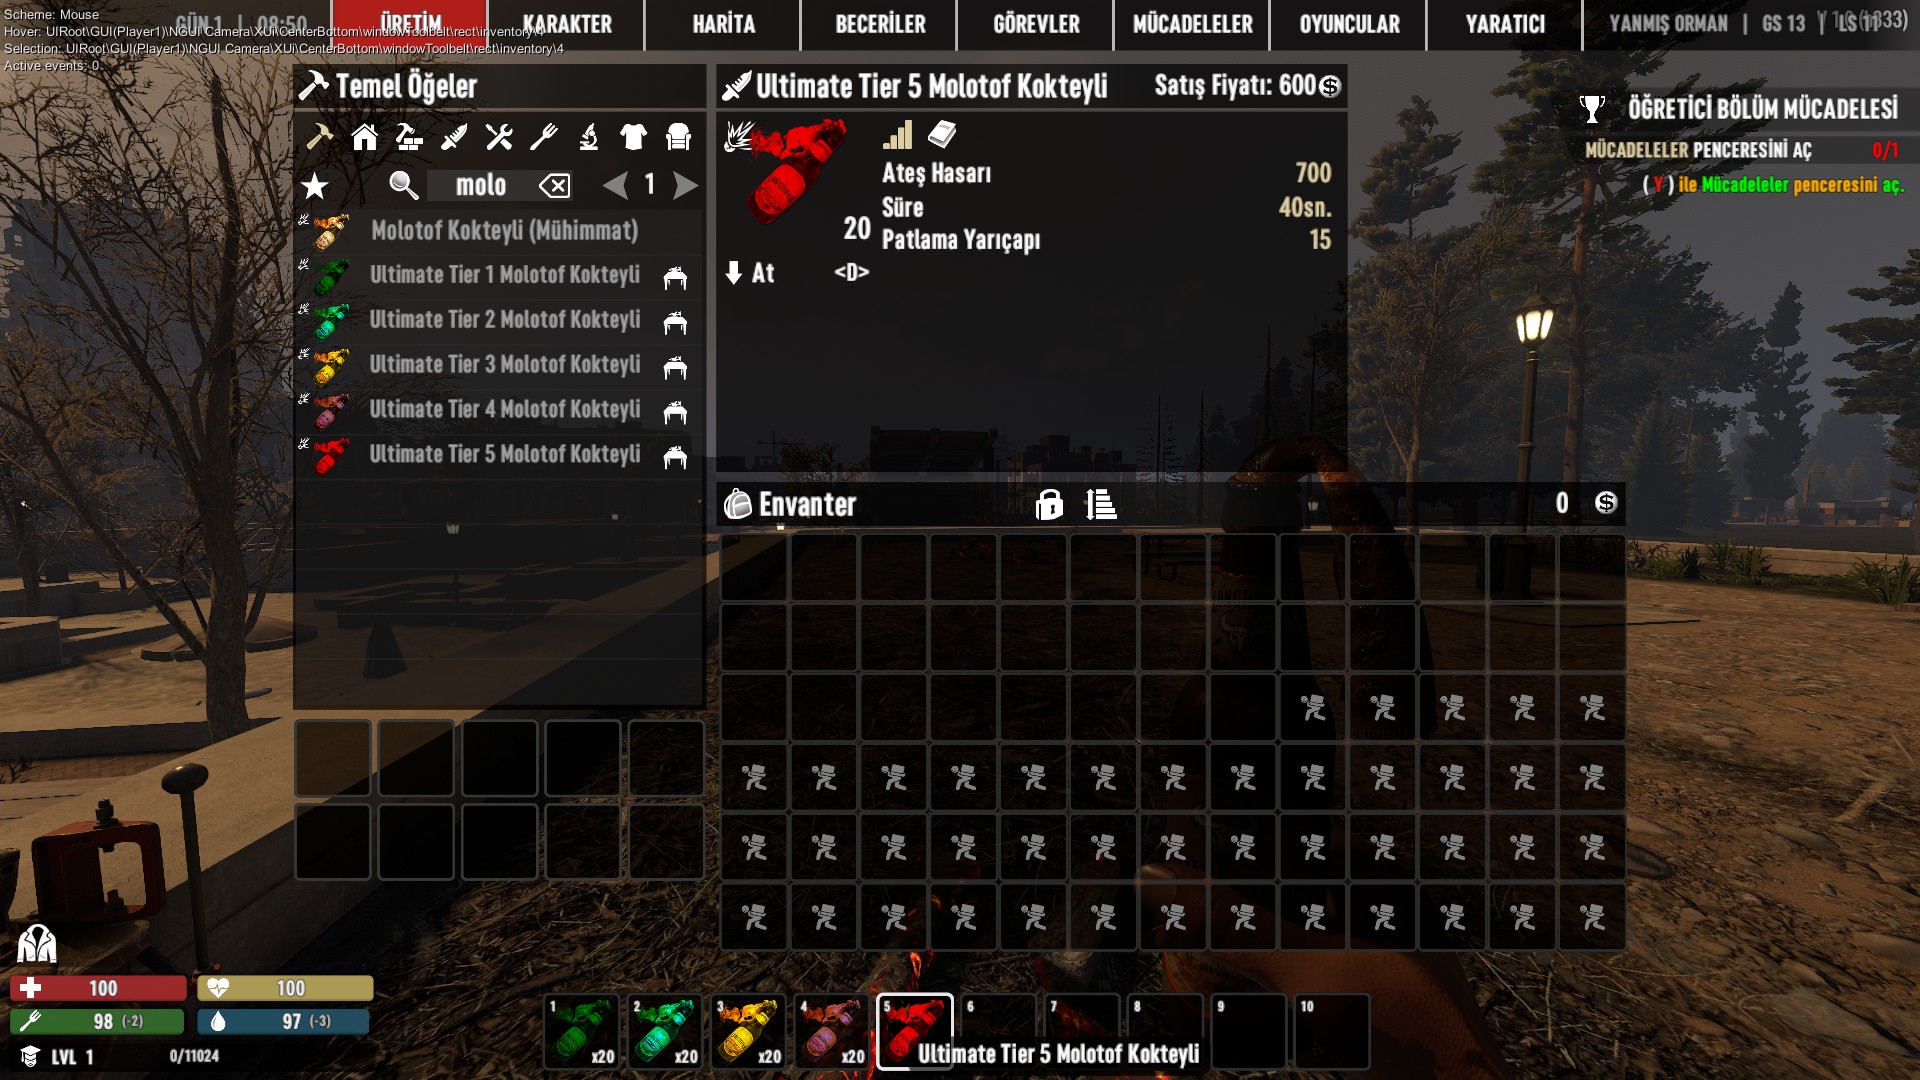 Scheme: Mouse
Hover: UIRoot\GUI(Player1)\NGUI Camera\XUi\CenterBottom\windowToolbelt\rect\inventory\4
Selection: UIRoot\GUI(Player1)\NGUI Camera\XUi\CenterBottom\windowToolbelt\rect\inventory\4
Active events: 0
GÜN 1 | 08:50
ÜRETİM
KARAKTER
HARİTA
BECERİLER
GÖREVLER
MÜCADELELER
OYUNCULAR
YARATICI
YANMIŞ ORMAN | GS 13 | LS
Temel Öğeler
molo
1
Molotof Kokteyli (Mühimmat)
Ultimate Tier 1 Molotof Kokteyli
Ultimate Tier 2 Molotof Kokteyli
Ultimate Tier 3 Molotof Kokteyli
Ultimate Tier 4 Molotof Kokteyli
Ultimate Tier 5 Molotof Kokteyli
Ultimate Tier 5 Molotof Kokteyli
Satış Fiyatı: 600
20
Ateş Hasarı 700
Süre 40sn.
Patlama Yarıçapı 15
At <D>
ÖĞRETİCİ BÖLÜM MÜCADELESİ
MÜCADELELER PENCERESİNİ AÇ 0/1
( Y ) ile Mücadeleler penceresini aç.
Envanter
0
100
100
98 (-2)
97 (-3)
LVL 1
0/11024
1 x20
2 x20
3 x20
4 x20
5
6
7
8
9
10
Ultimate Tier 5 Molotof Kokteyli